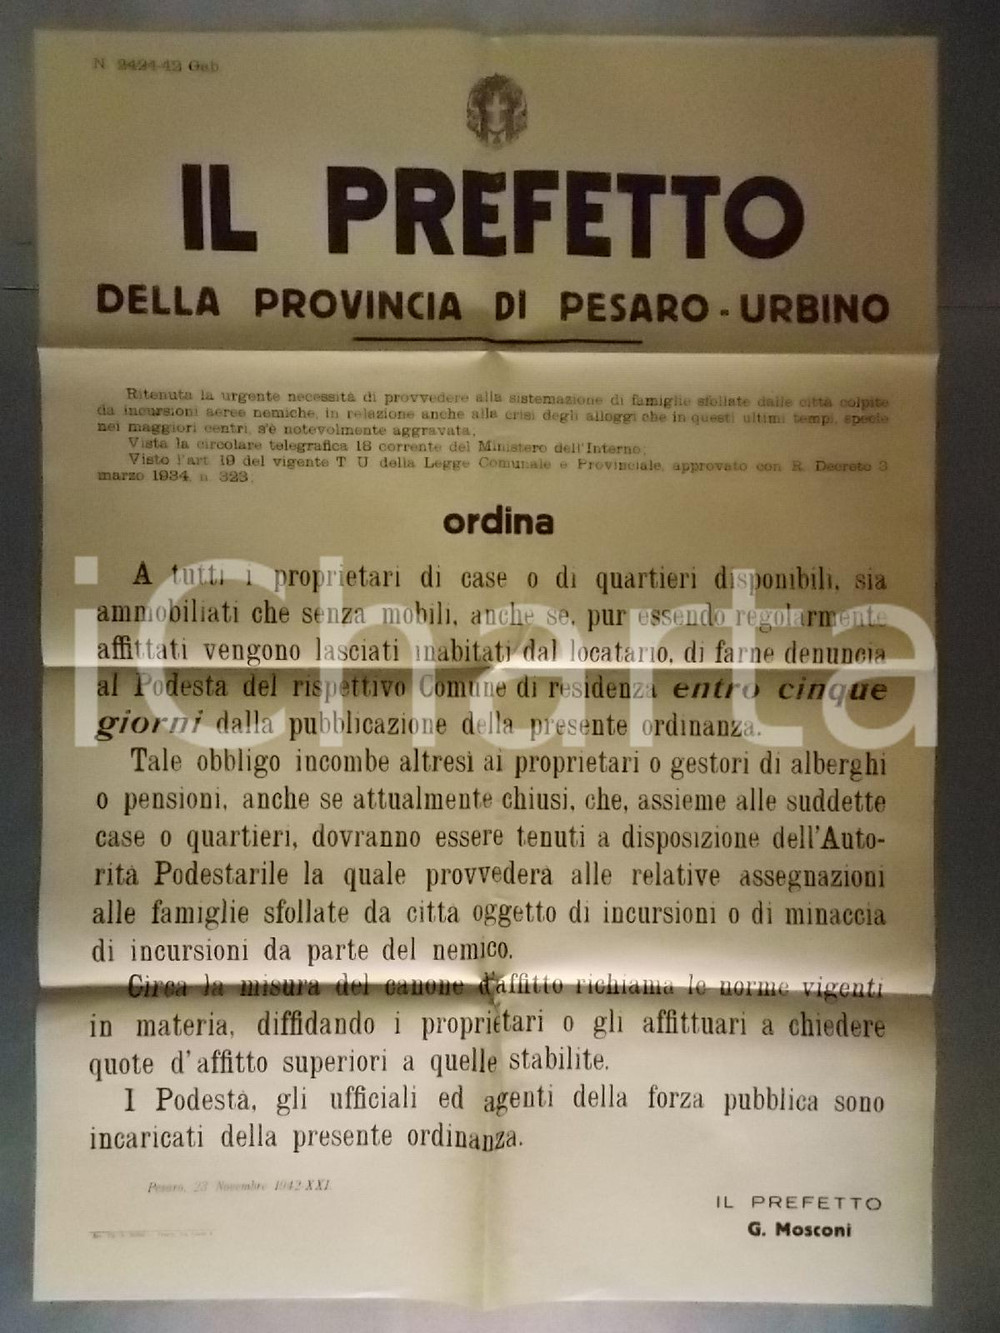 N. 2424-42 Gab.
IL PREFETTO
DELLA PROVINCIA DI PESARO - URBINO
Ritenuta la urgente necessità di provvedere alla sistemazione di famiglie sfollate dalle città colpite
da incursioni aeree nemiche, in relazione anche alla crisi degli alloggi che in questi ultimi tempi, specie
nei maggiori centri, s'è notevolmente aggravata;
Vista la circolare telegrafica 18 corrente del Ministero dell'Interno;
Visto l'art. 19 del vigente T. U. della Legge Comunale e Provinciale, approvato con R. Decreto 3
marzo 1934, n. 323;
ordina
A tutti i proprietari di case o di quartieri disponibili, sia
ammobiliati che senza mobili, anche se, pur essendo regolarmente
affittati vengono lasciati inabitati dal locatario, di farne denuncia
al Podestà del rispettivo Comune di residenza entro cinque
giorni dalla pubblicazione della presente ordinanza.
Tale obbligo incombe altresì ai proprietari o gestori di alberghi
o pensioni, anche se attualmente chiusi, che, assieme alle suddette
case o quartieri, dovranno essere tenuti a disposizione dell'Auto-
rità Podestarile la quale provvederà alle relative assegnazioni
alle famiglie sfollate da città oggetto di incursioni o di minaccia
di incursioni da parte del nemico.
Circa la misura del canone d'affitto richiama le norme vigenti
in materia, diffidando i proprietari o gli affittuari a chiedere
quote d'affitto superiori a quelle stabilite.
I Podestà, gli ufficiali ed agenti della forza pubblica sono
incaricati della presente ordinanza.
Pesaro, 23 Novembre 1942-XXI.
IL PREFETTO
G. Mosconi
iCharta